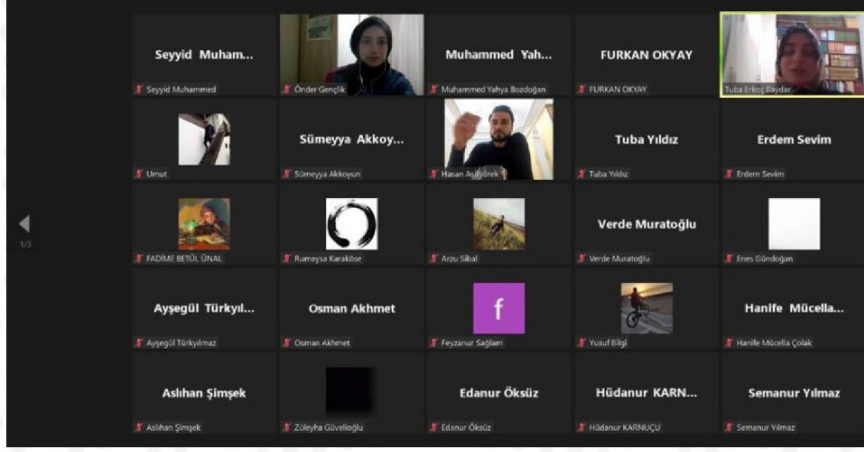 Seyyid Muham...
Muhammed Yah...
FURKAN OKYAY
Seyyid Muhammed
Önder Gençlik
Muhammed Yahya Bozdoğan
FURKAN OKYAY
Tuba Erkoç Baydar
Sümeyya Akkoy...
Tuba Yıldız
Erdem Sevim
Umut
Sümeyya Akkoyun
Hasan Asilyürek
Tuba Yıldız
Erdem Sevim
Verde Muratoğlu
FADİME BETÜL ÜNAL
Rumeysa Karaköse
Arzu Sibal
Verde Muratoğlu
Enes Gündoğan
1/3
Ayşegül Türkyıl...
Osman Akhmet
f
Hanife Mücella...
Ayşegül Türkyılmaz
Osman Akhmet
Feyzanur Sağlam
Yusuf Bilgi
Hanife Mücella Çolak
Aslıhan Şimşek
Edanur Öksüz
Hüdanur KARN...
Semanur Yılmaz
Aslıhan Şimşek
Züleyha Güvelioğlu
Edanur Öksüz
Hüdanur KARNUÇU
Semanur Yılmaz